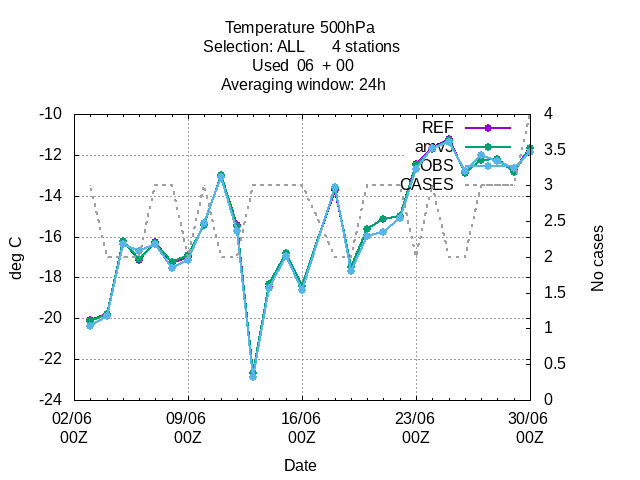 Temperature 500hPa
Selection: ALL 4 stations
Used 06 + 00
Averaging window: 24h
-10
-12
-14
-16
-18
-20
-22
-24
deg C
4
3.5
3
2.5
2
1.5
1
0.5
0
No cases
REF
OBS
CASES
02/06 09/06 16/06 23/06 30/06
00Z 00Z 00Z 00Z 00Z
Date